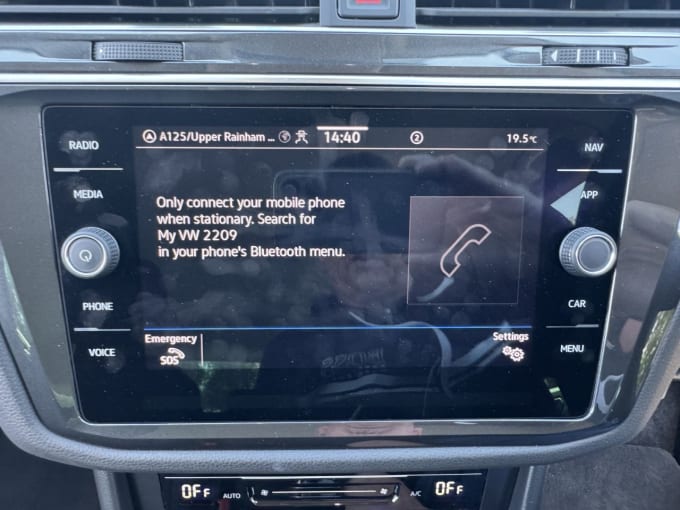 RADIO
MEDIA
PHONE
VOICE
A125/Upper Rainham ... 14:40 2 19.5°C
Only connect your mobile phone
when stationary. Search for
My VW 2209
in your phone's Bluetooth menu.
Emergency
SOS
Settings
NAV
APP
CAR
MENU
OFF AUTO A/C OFF